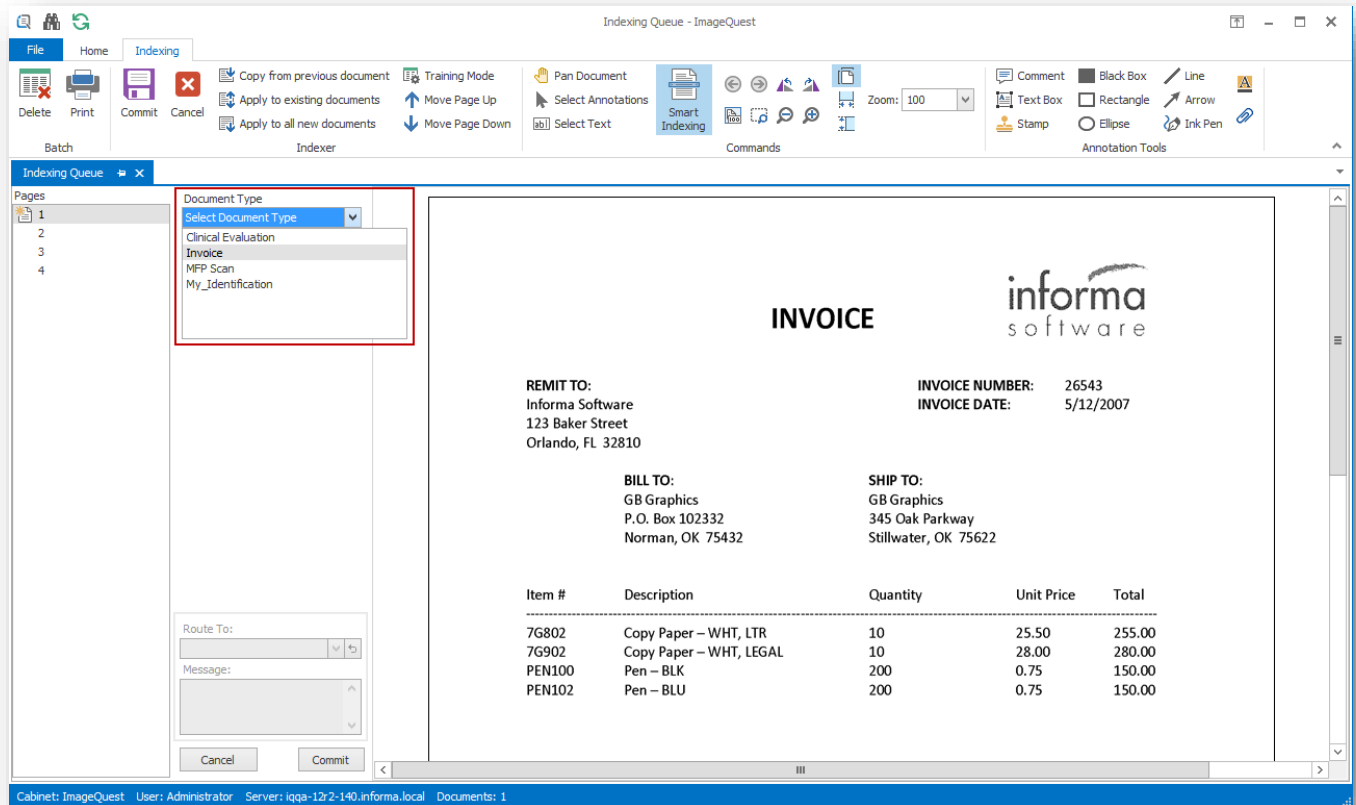 Indexing Queue - ImageQuest
File Home Indexing
Delete Print Commit Cancel
Copy from previous document
Apply to existing documents
Apply to all new documents
Training Mode
Move Page Up
Move Page Down
Pan Document
Select Annotations
Select Text
Smart Indexing
Zoom: 100
Comment
Text Box
Stamp
Black Box
Rectangle
Ellipse
Line
Arrow
Ink Pen
Batch Indexer Commands Annotation Tools
Indexing Queue
Pages
1
2
3
4
Document Type
Select Document Type
Clinical Evaluation
Invoice
MFP Scan
My_Identification
Route To:
Message:
Cancel Commit
informa
software
INVOICE
REMIT TO:
Informa Software
123 Baker Street
Orlando, FL 32810
INVOICE NUMBER: 26543
INVOICE DATE: 5/12/2007
BILL TO:
GB Graphics
P.O. Box 102332
Norman, OK 75432
SHIP TO:
GB Graphics
345 Oak Parkway
Stillwater, OK 75622
Item # Description Quantity Unit Price Total
7G802 Copy Paper – WHT, LTR 10 25.50 255.00
7G902 Copy Paper – WHT, LEGAL 10 28.00 280.00
PEN100 Pen – BLK 200 0.75 150.00
PEN102 Pen – BLU 200 0.75 150.00
Cabinet: ImageQuest User: Administrator Server: iqqa-12r2-140.informa.local Documents: 1